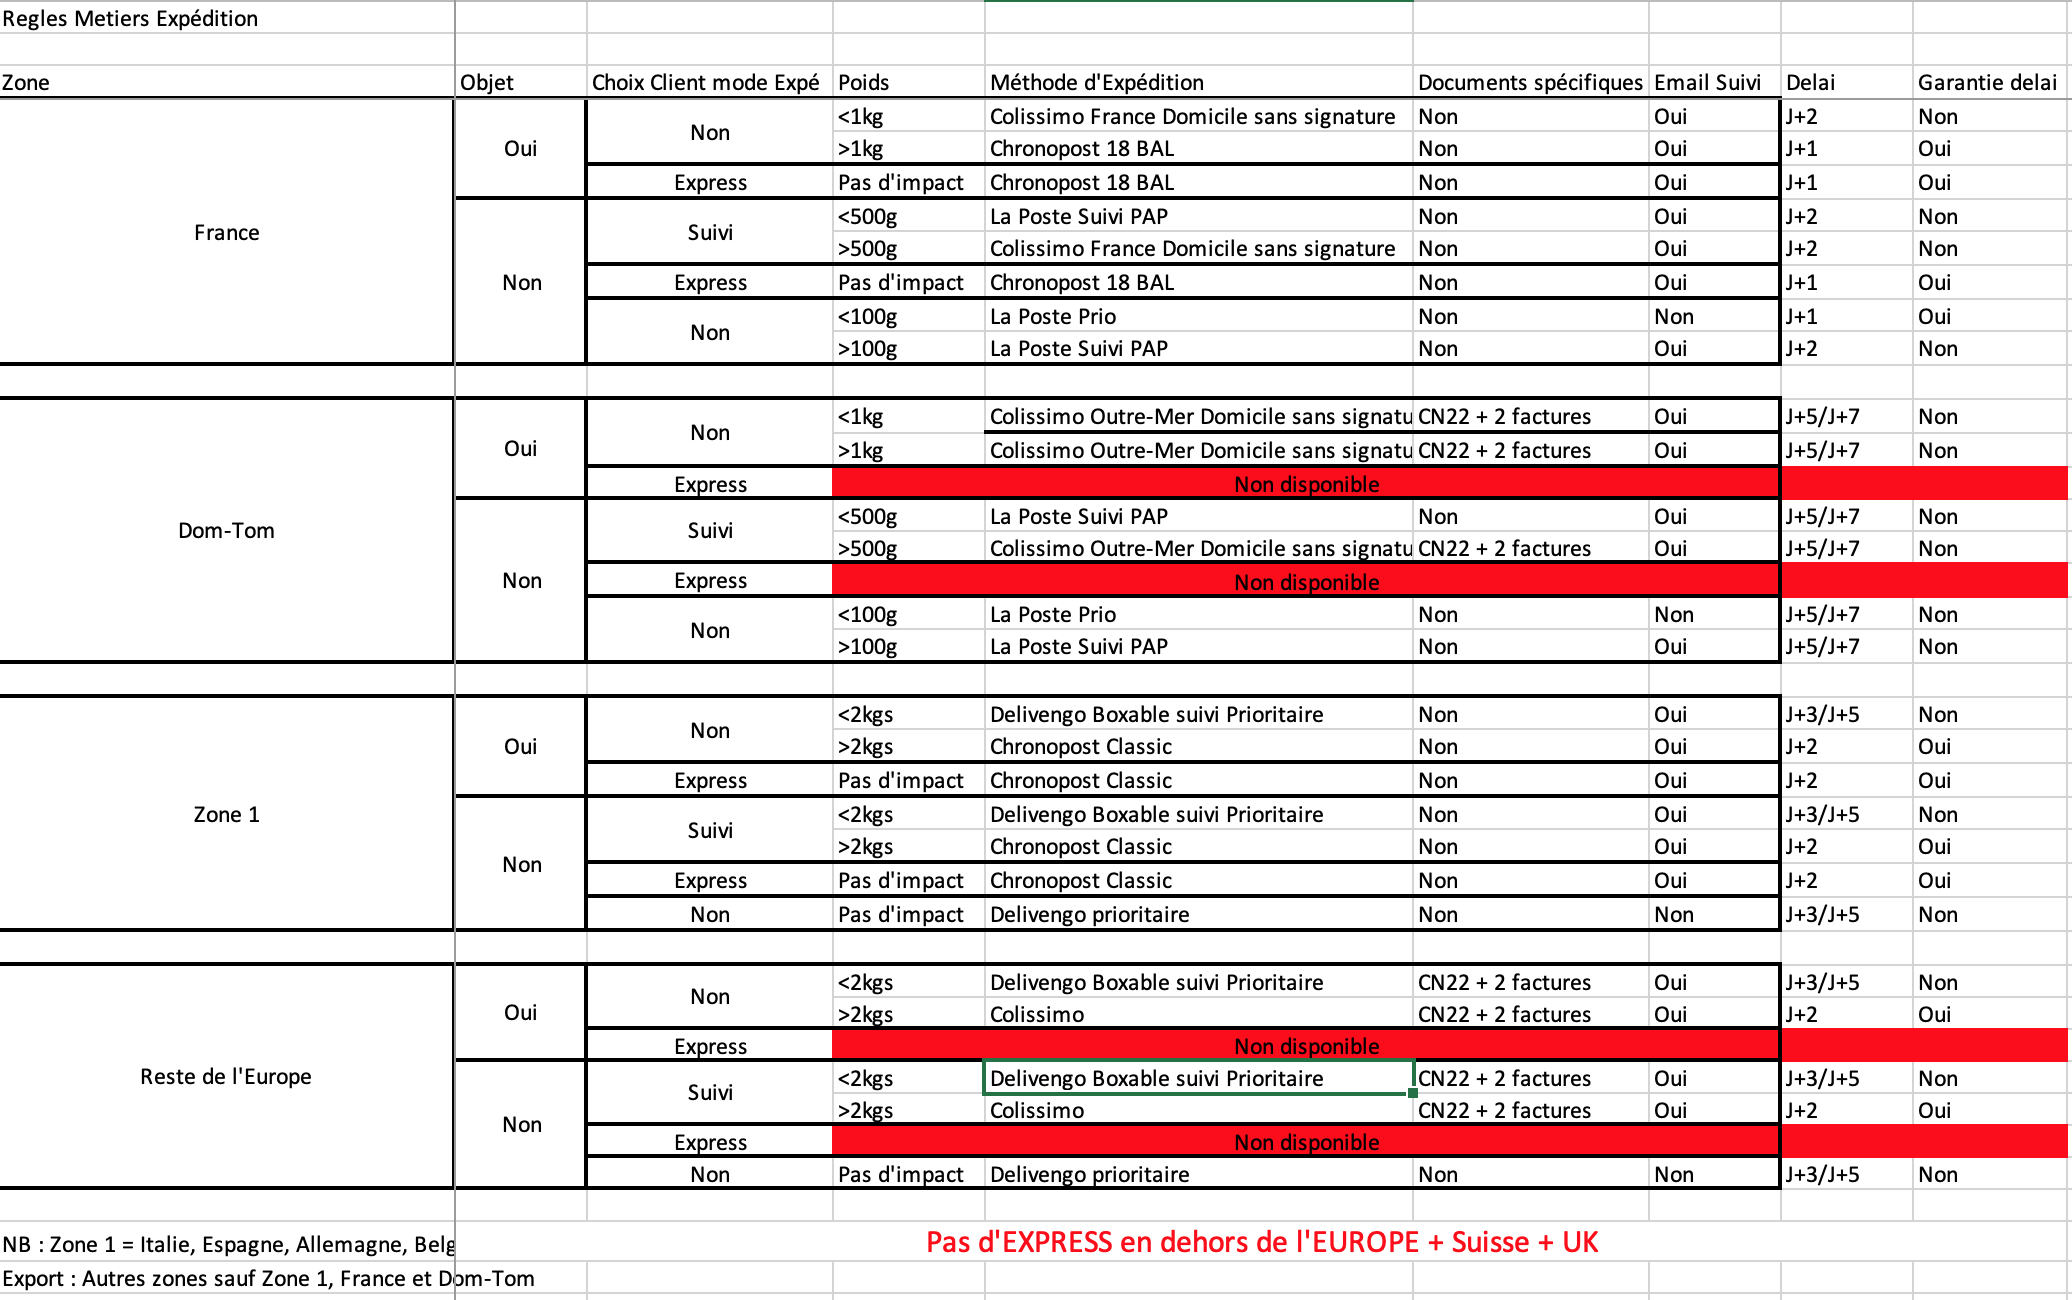 Regles Metiers Expédition
Zone Objet Choix Client mode Expé Poids Méthode d'Expédition Documents spécifiques Email Suivi Delai Garantie delai
France Oui Non <1kg Colissimo France Domicile sans signature Non Oui J+2 Non
>1kg Chronopost 18 BAL Non Oui J+1 Oui
Express Pas d'impact Chronopost 18 BAL Non Oui J+1 Oui
Non Suivi <500g La Poste Suivi PAP Non Oui J+2 Non
>500g Colissimo France Domicile sans signature Non Oui J+2 Non
Express Pas d'impact Chronopost 18 BAL Non Oui J+1 Oui
Non <100g La Poste Prio Non Non J+1 Oui
>100g La Poste Suivi PAP Non Oui J+2 Non
Dom-Tom Oui Non <1kg Colissimo Outre-Mer Domicile sans signatu CN22 + 2 factures Oui J+5/J+7 Non
>1kg Colissimo Outre-Mer Domicile sans signatu CN22 + 2 factures Oui J+5/J+7 Non
Express Non disponible
Non Suivi <500g La Poste Suivi PAP Non Oui J+5/J+7 Non
>500g Colissimo Outre-Mer Domicile sans signatu CN22 + 2 factures Oui J+5/J+7 Non
Express Non disponible
Non <100g La Poste Prio Non Non J+5/J+7 Non
>100g La Poste Suivi PAP Non Oui J+5/J+7 Non
Zone 1 Oui Non <2kgs Delivengo Boxable suivi Prioritaire Non Oui J+3/J+5 Non
>2kgs Chronopost Classic Non Oui J+2 Oui
Express Pas d'impact Chronopost Classic Non Oui J+2 Oui
Non Suivi <2kgs Delivengo Boxable suivi Prioritaire Non Oui J+3/J+5 Non
>2kgs Chronopost Classic Non Oui J+2 Oui
Express Pas d'impact Chronopost Classic Non Oui J+2 Oui
Non Pas d'impact Delivengo prioritaire Non Non J+3/J+5 Non
Reste de l'Europe Oui Non <2kgs Delivengo Boxable suivi Prioritaire CN22 + 2 factures Oui J+3/J+5 Non
>2kgs Colissimo CN22 + 2 factures Oui J+2 Oui
Express Non disponible
Non Suivi <2kgs Delivengo Boxable suivi Prioritaire CN22 + 2 factures Oui J+3/J+5 Non
>2kgs Colissimo CN22 + 2 factures Oui J+2 Oui
Express Non disponible
Non Pas d'impact Delivengo prioritaire Non Non J+3/J+5 Non
NB : Zone 1 = Italie, Espagne, Allemagne, Belg Pas d'EXPRESS en dehors de l'EUROPE + Suisse + UK
Export : Autres zones sauf Zone 1, France et Dom-Tom